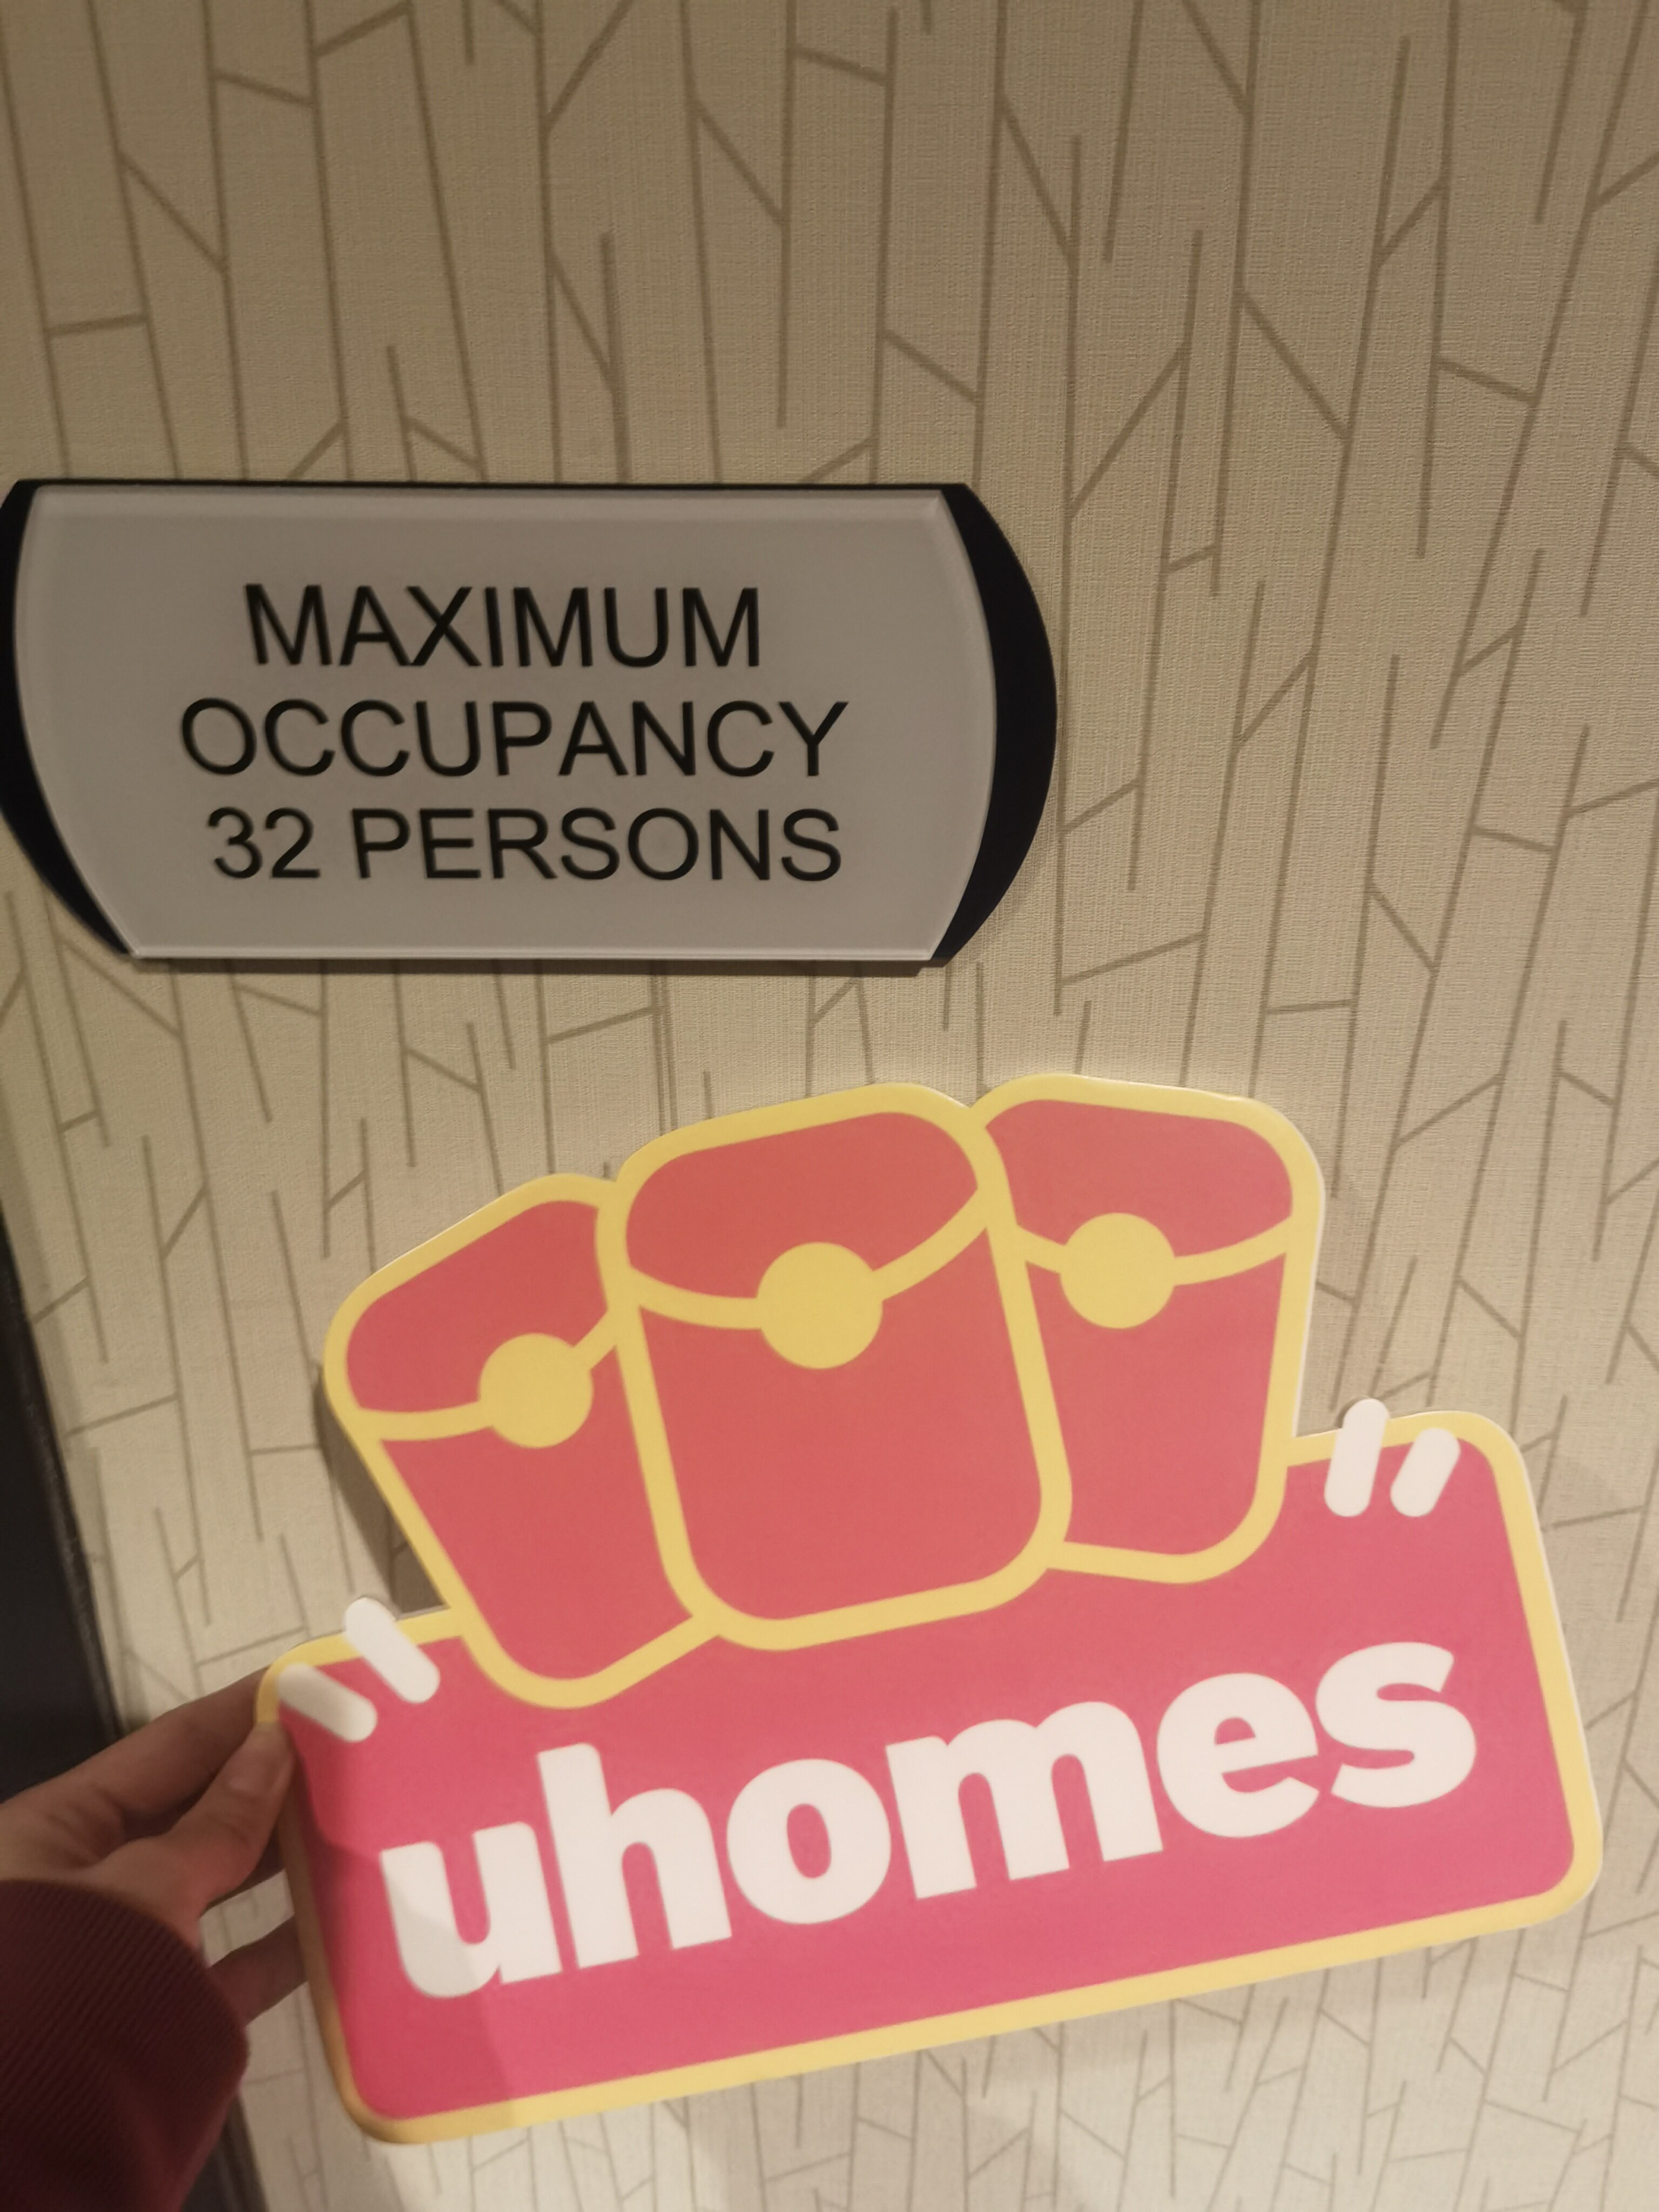 MAXIMUM
OCCUPANCY
32 PERSONS
uhomes